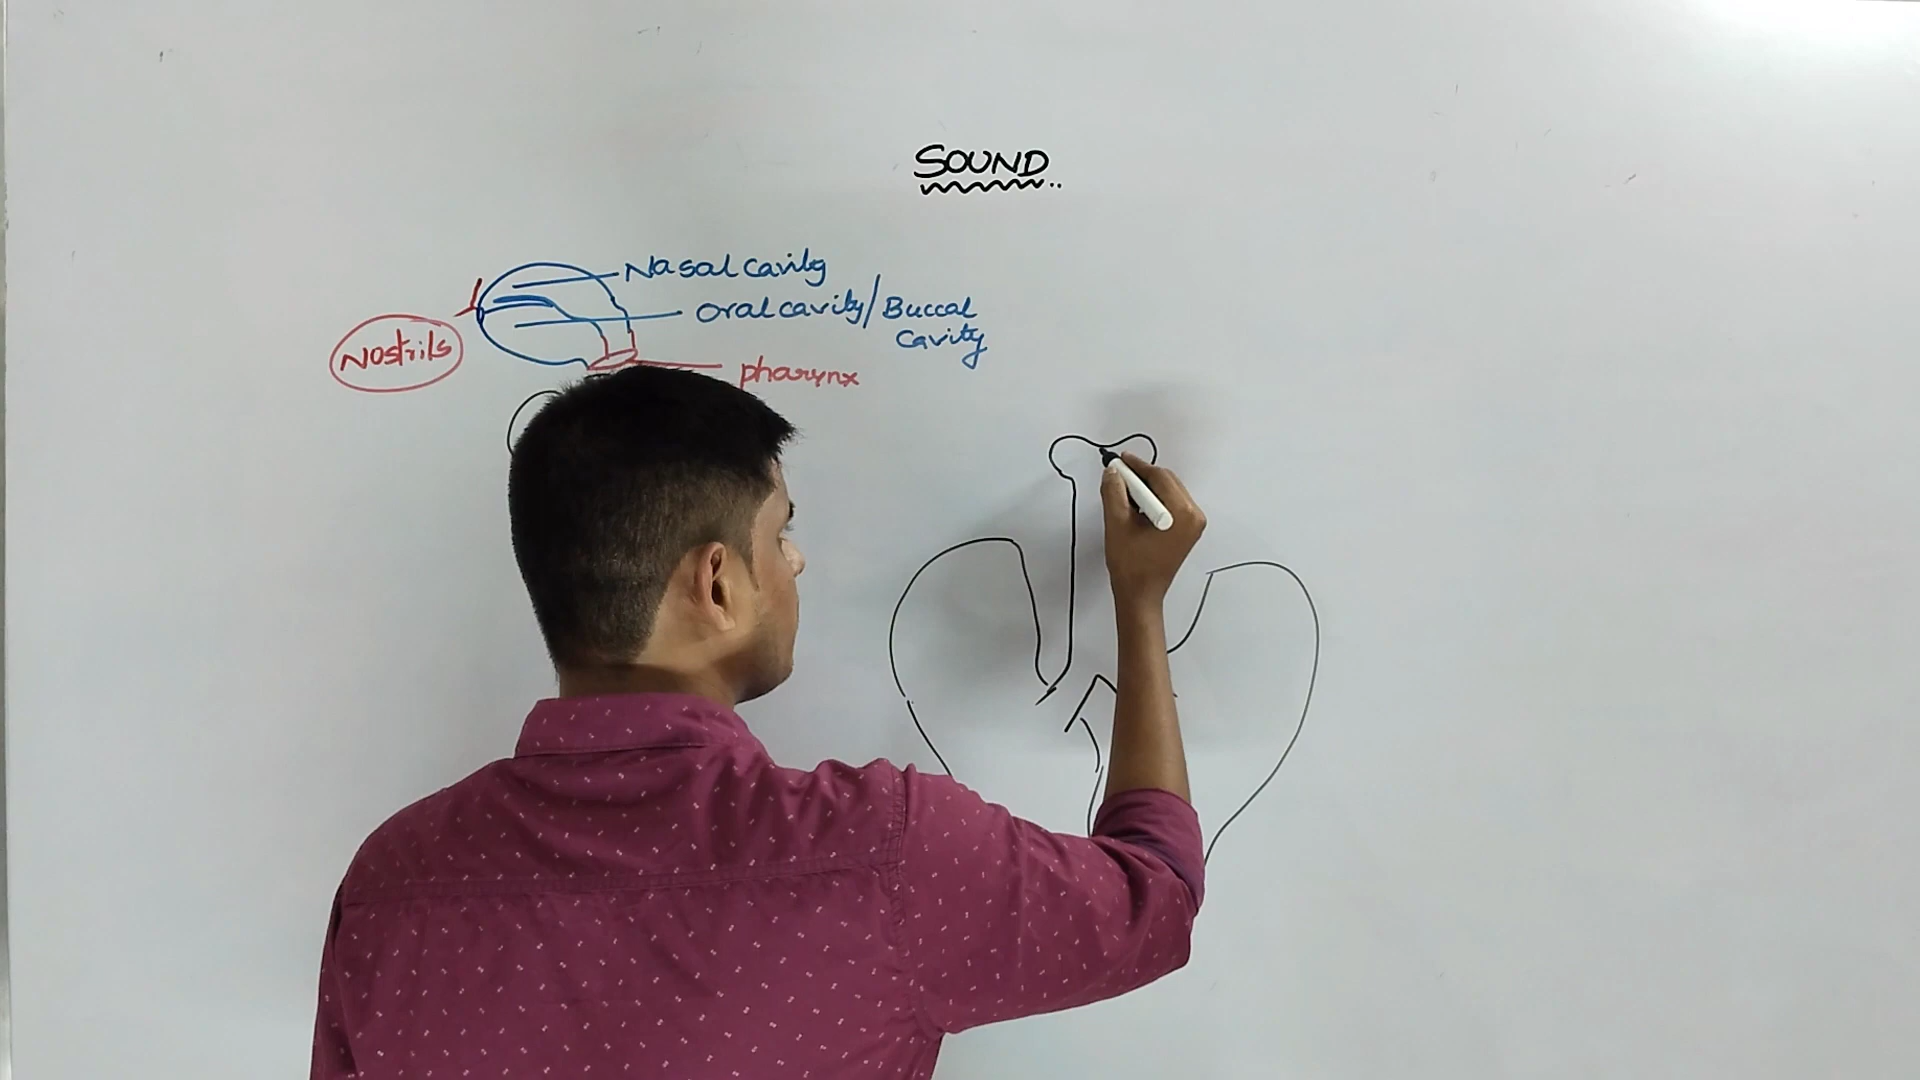 SOUND
Nasal cavity
Oral cavity/Buccal
Cavity
Nostrils
pharynx